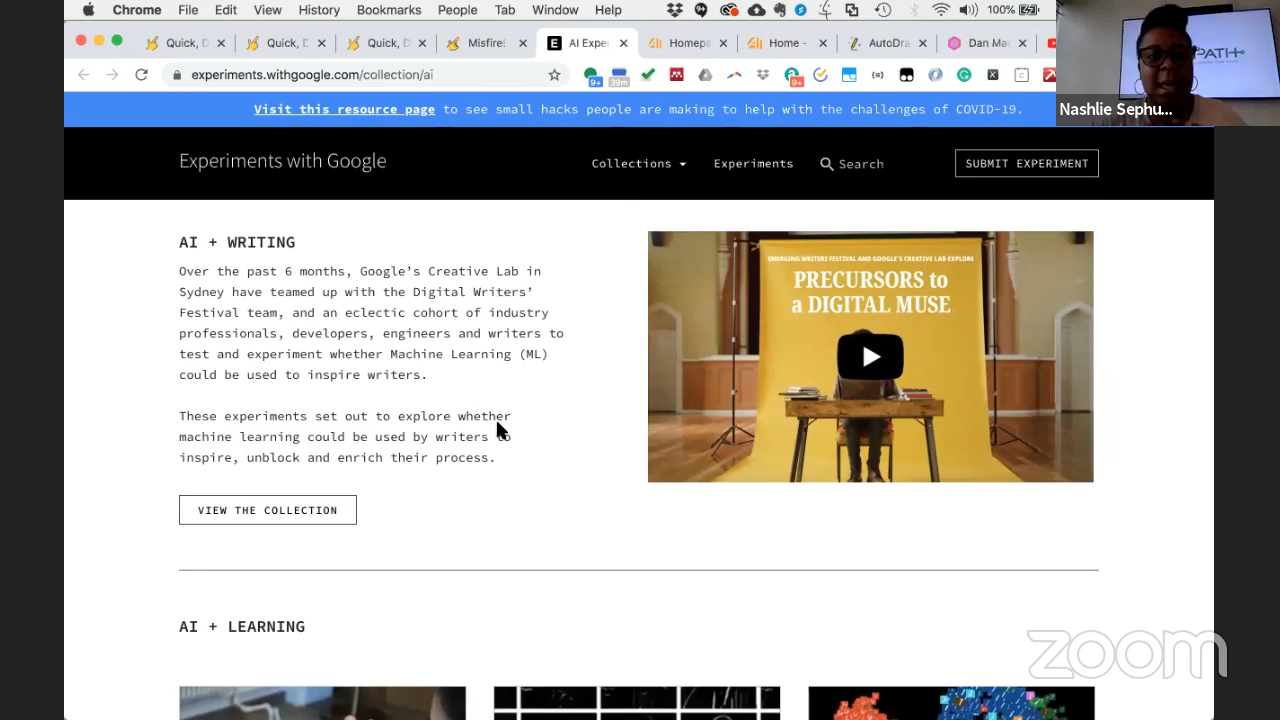 Chrome File Edit View History Bookmarks People Tab Window Help 100%
Quick, D Quick, D Quick, D Misfire! AI Exper Homepa Home - AutoDra Dan Mac
experiments.withgoogle.com/collection/ai
9+ 39m 9+
PATH
Nashlie Sephu...
Visit this resource page to see small hacks people are making to help with the challenges of COVID-19.
Experiments with Google
Collections Experiments Search SUBMIT EXPERIMENT
AI + WRITING
Over the past 6 months, Google's Creative Lab in
Sydney have teamed up with the Digital Writers'
Festival team, and an eclectic cohort of industry
professionals, developers, engineers and writers to
test and experiment whether Machine Learning (ML)
could be used to inspire writers.
These experiments set out to explore whether
machine learning could be used by writers to
inspire, unblock and enrich their process.
VIEW THE COLLECTION
EMERGING WRITERS FESTIVAL AND GOOGLE'S CREATIVE LAB EXPLORE
PRECURSORS to
a DIGITAL MUSE
AI + LEARNING
zoom